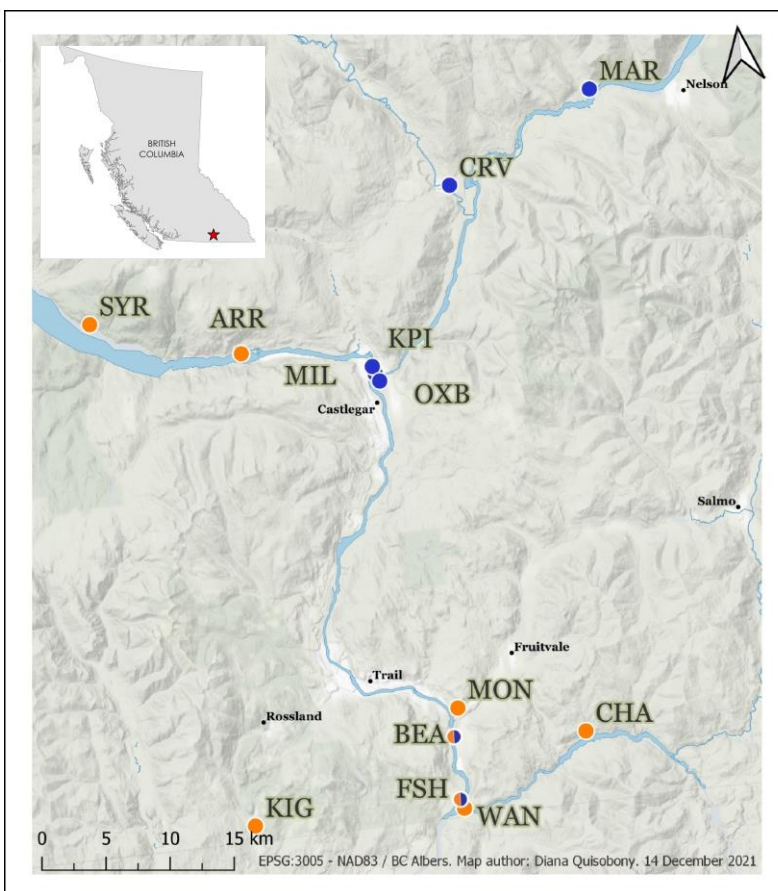 BRITISH
COLUMBIA
MAR
Nelson
CRV
SYR
ARR
KPI
MIL
OXB
Castlegar
Salmo
Fruitvale
Trail
MON
Rossland
CHA
BEA
FSH
WAN
KIG
0 5 10 15 km
EPSG:3005 - NAD83 / BC Albers. Map author: Diana Quisobony. 14 December 2021